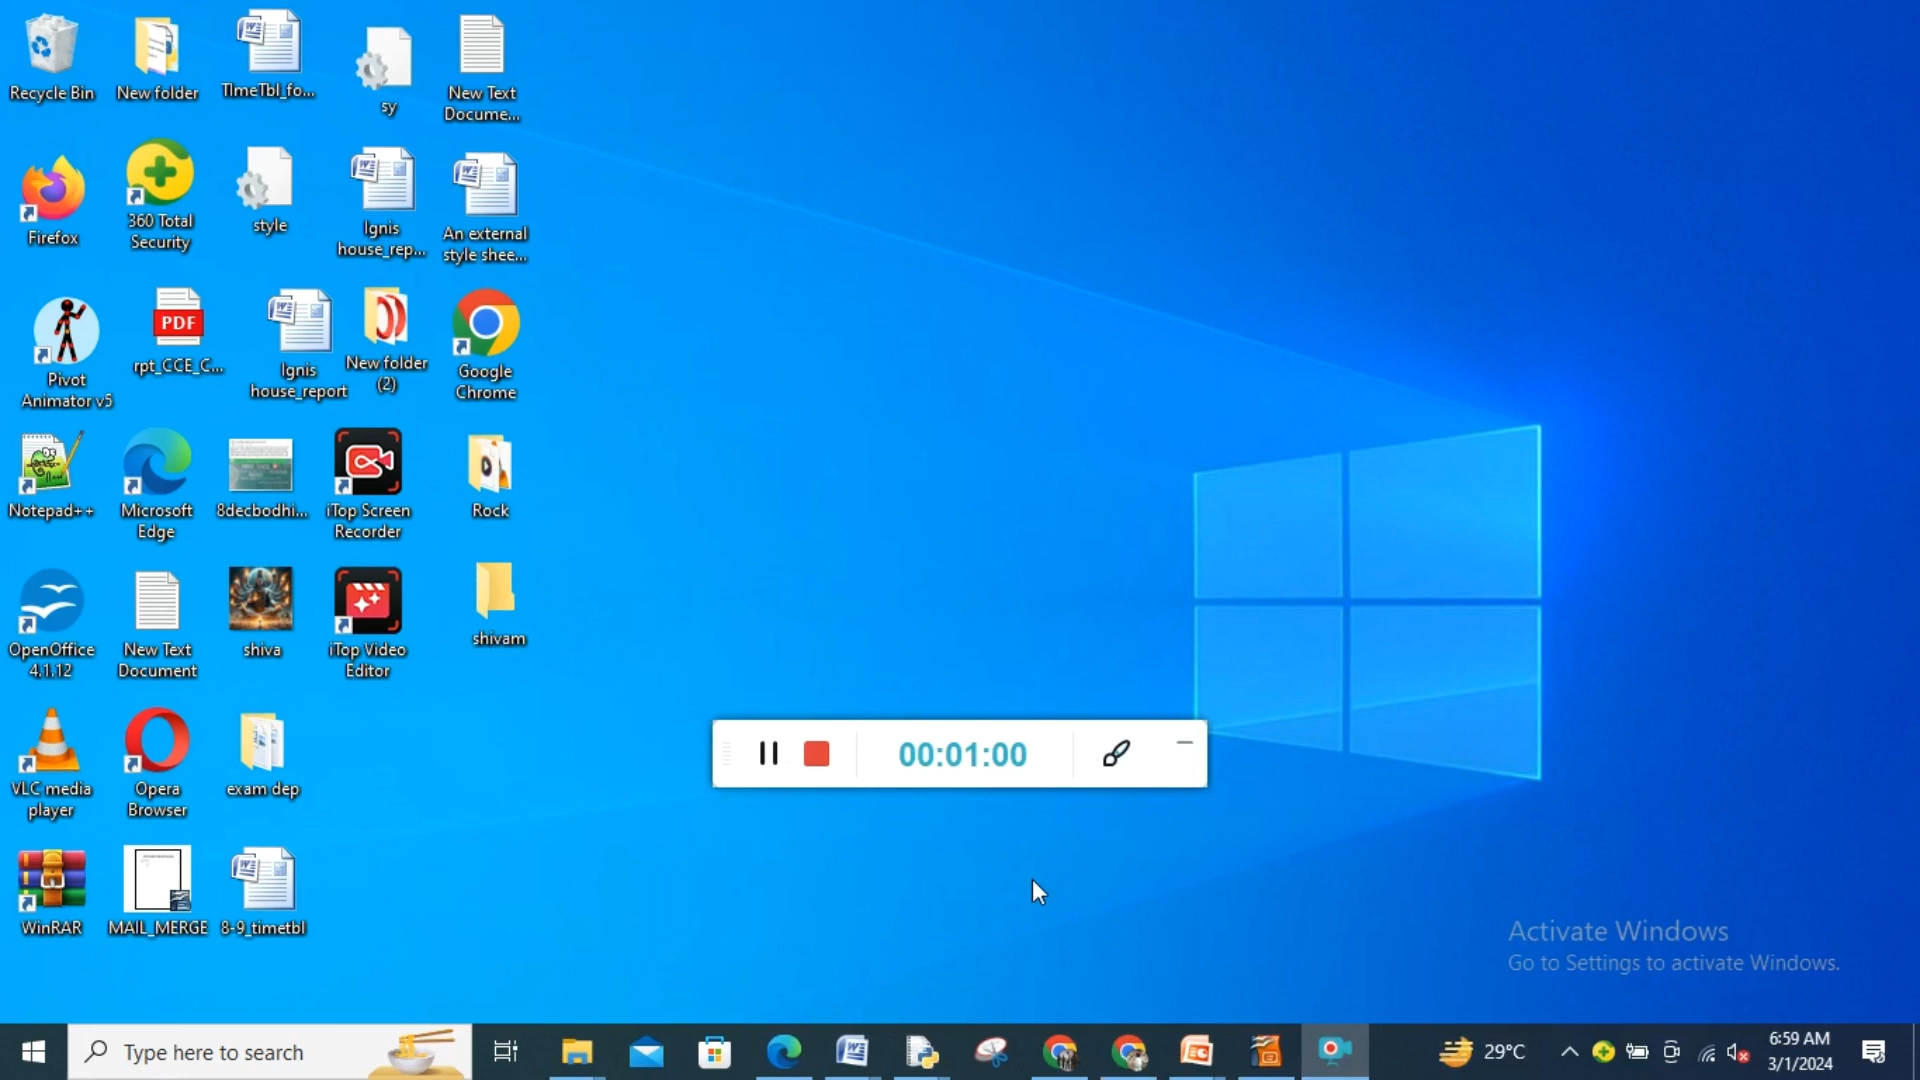 Recycle Bin
New folder
TImeTbl_fo...
sy
New Text
Docume...
Firefox
360 Total
Security
style
Ignis
house_rep...
An external
style shee...
Pivot
Animator v5
PDF
rpt_CCE_C...
Ignis
house_report
New folder
(2)
Google
Chrome
Notepad++
Microsoft
Edge
8decbodhi...
iTop Screen
Recorder
Rock
OpenOffice
4.1.12
New Text
Document
shiva
iTop Video
Editor
shivam
VLC media
player
Opera
Browser
exam dep
00:01:00
WinRAR
MAIL_MERGE
8-9_timetbl
Activate Windows
Go to Settings to activate Windows.
Type here to search
29°C
6:59 AM
3/1/2024